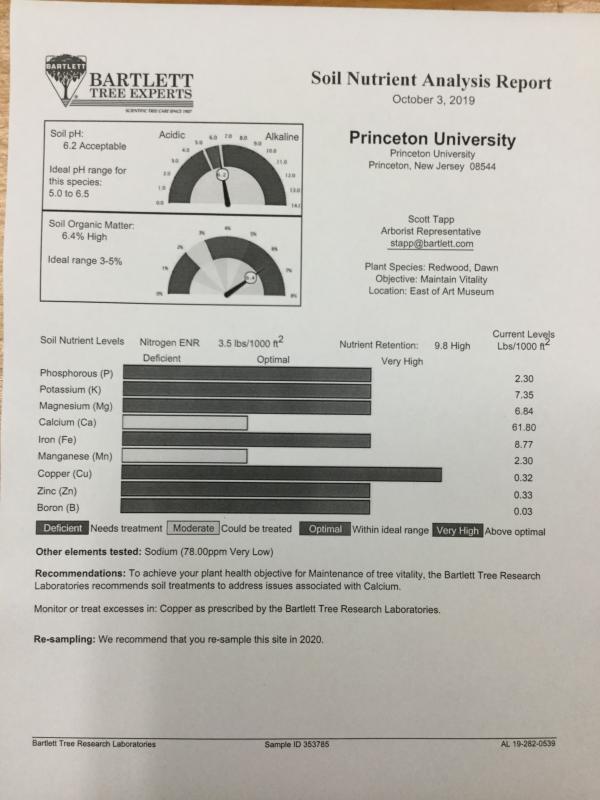 BARTLETT
BARTLETT
TREE EXPERTS
SCIENTIFIC TREE CARE SINCE 1907
Soil Nutrient Analysis Report
October 3, 2019
Soil pH:
6.2 Acceptable
Ideal pH range for
this species:
5.0 to 6.5
Acidic
Alkaline
0.0
1.0
2.0
3.0
4.0
5.0
6.0
7.0
8.0
9.0
10.0
11.0
12.0
13.0
14.0
6.2
Princeton University
Princeton University
Princeton, New Jersey 08544
Soil Organic Matter:
6.4% High
Ideal range 3-5%
0%
1%
2%
3%
4%
5%
6%
7%
8%
6.4
Scott Tapp
Arborist Representative
stapp@bartlett.com
Plant Species: Redwood, Dawn
Objective: Maintain Vitality
Location: East of Art Museum
Soil Nutrient Levels Nitrogen ENR 3.5 lbs/1000 ft2 Nutrient Retention: 9.8 High
Current Levels
Lbs/1000 ft2
Deficient Optimal Very High
Phosphorous (P) 2.30
Potassium (K) 7.35
Magnesium (Mg) 6.84
Calcium (Ca) 61.80
Iron (Fe) 8.77
Manganese (Mn) 2.30
Copper (Cu) 0.32
Zinc (Zn) 0.33
Boron (B) 0.03
Deficient Needs treatment Moderate Could be treated Optimal Within ideal range Very High Above optimal
Other elements tested: Sodium (78.00ppm Very Low)
Recommendations: To achieve your plant health objective for Maintenance of tree vitality, the Bartlett Tree Research
Laboratories recommends soil treatments to address issues associated with Calcium.
Monitor or treat excesses in: Copper as prescribed by the Bartlett Tree Research Laboratories.
Re-sampling: We recommend that you re-sample this site in 2020.
Bartlett Tree Research Laboratories Sample ID 353785 AL 19-282-0539